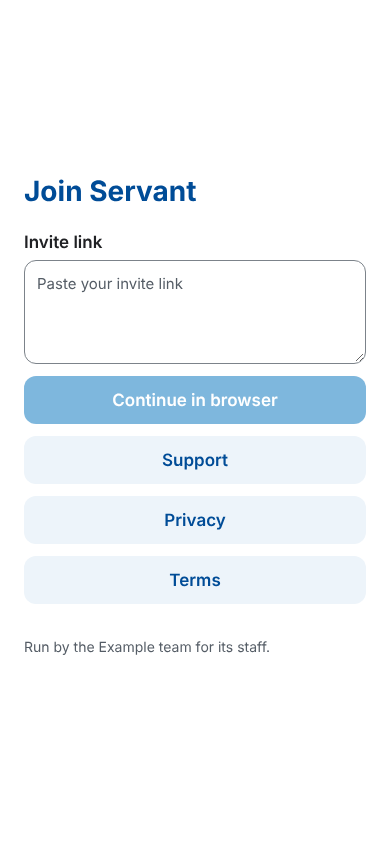 Join Servant
Invite link
Paste your invite link
Continue in browser
Support
Privacy
Terms
Run by the Example team for its staff.